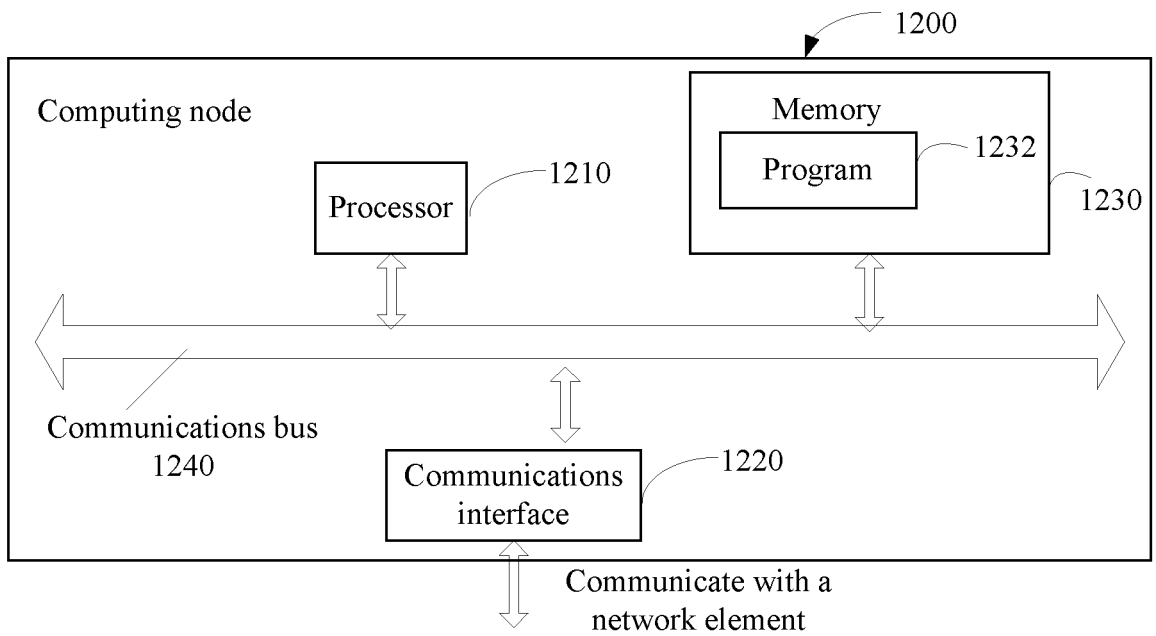 1200
Computing node
Memory
Program
1232
1210
Processor
1230
Communications bus
1240
Communications
interface
1220
Communicate with a
network element